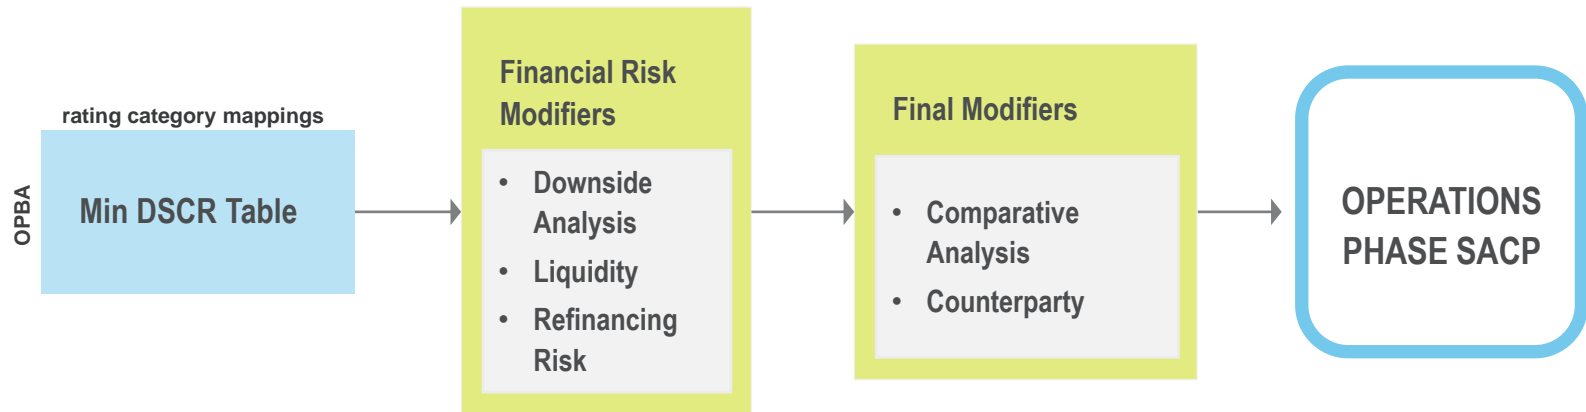 rating category mappings
OPBA
Min DSCR Table
Financial Risk
Modifiers
• Downside
Analysis
• Liquidity
• Refinancing
Risk
Final Modifiers
• Comparative
Analysis
• Counterparty
OPERATIONS
PHASE SACP